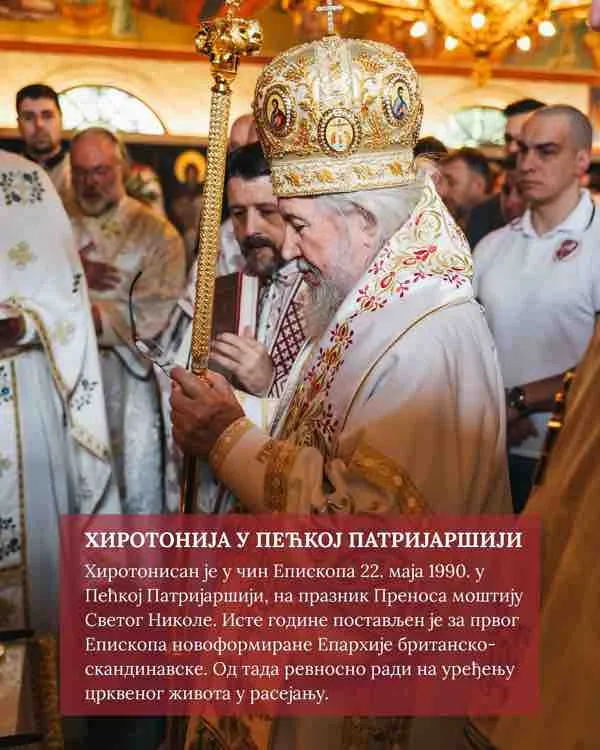 ХИРОТОНИЈА У ПЕЋКОЈ ПАТРИЈАРШИЈИ
Хиротонисан је у чин Епископа 22. маја 1990. у
Пећкој Патријаршији, на празник Преноса моштију
Светог Николе. Исте године постављен је за првог
Епископа новоформиране Епархије британско-
скандинавске. Од тада ревносно ради на уређењу
црквеног живота у расејању.